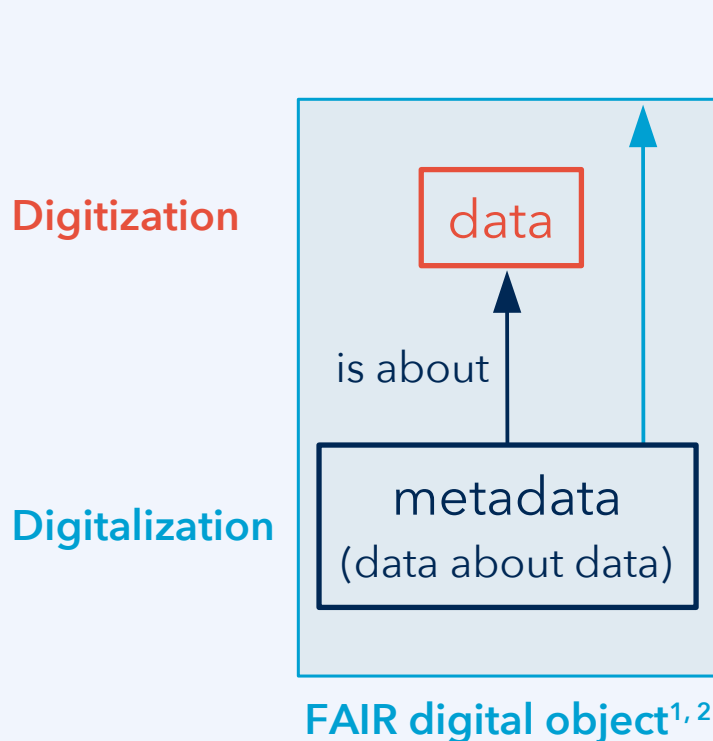 Digitization
data
is about
Digitalization
metadata
(data about data)
FAIR digital object1, 2